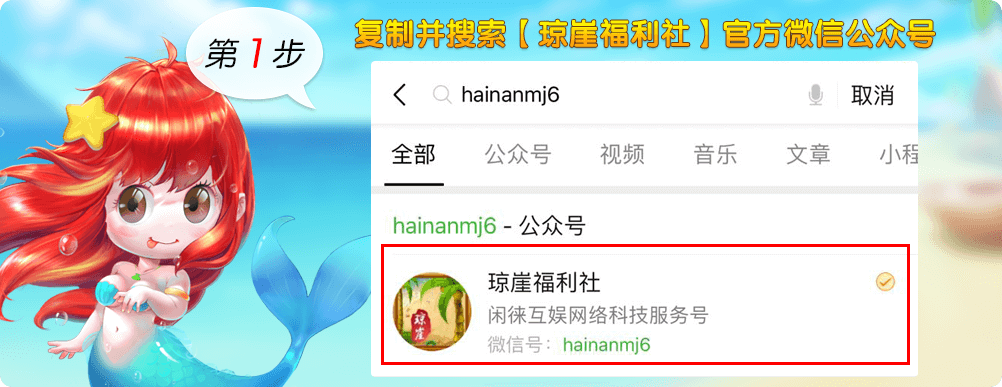 第1步
复制并搜索【琼崖福利社】官方微信公众号
hainanmj6 取消
全部 公众号 视频 音乐 文章 小程
hainanmj6 - 公众号
琼崖福利社
闲徕互娱网络科技服务号
微信号: hainanmj6
琼崖